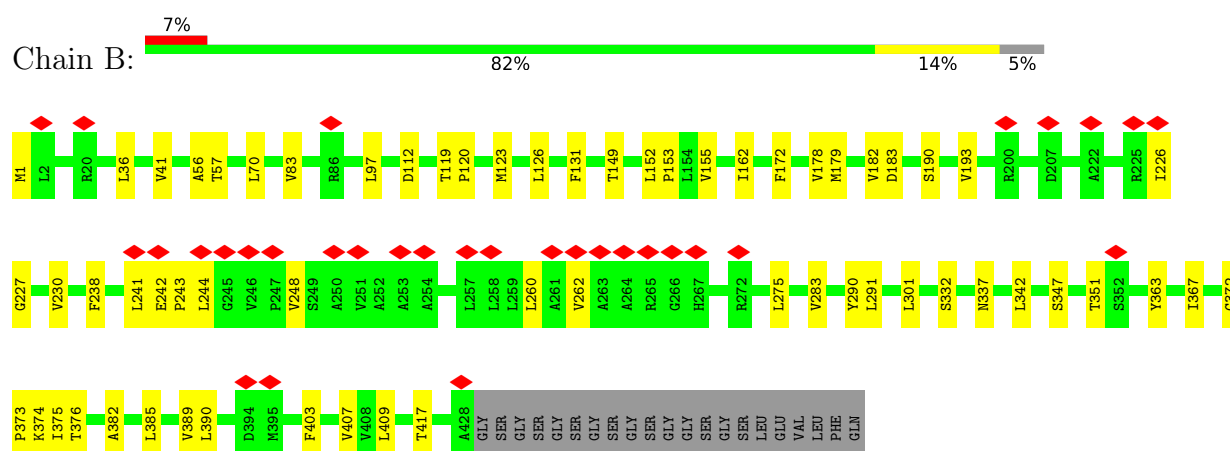 7%
Chain B:
82% 14% 5%
M1 L2 R20 L36 V41 A56 T57 L70 V83 R86 L97 D112 T119 P120 M123 L126 F131 T149 L152 P153 L154 V155 I162 F172 V178 M179 V182 D183 S190 V193 R200 D207 A222 R225 I226
G227 V230 F238 L241 E242 P243 L244 G245 V246 P247 V248 S249 A250 V251 A252 A253 A254 L257 L258 L259 L260 A261 V262 A263 A264 R265 G266 H267 R272 L275 V283 Y290 L291 L301 S332 N337 L342 S347 T351 S352 Y363 I367
P373 K374 I375 T376 A382 L385 V389 L390 D394 M395 F403 V407 V408 L409 T417 A428 GLY SER GLY SER GLY SER GLY SER GLY SER GLY GLY SER GLY SER LEU GLU VAL LEU PHE GLN